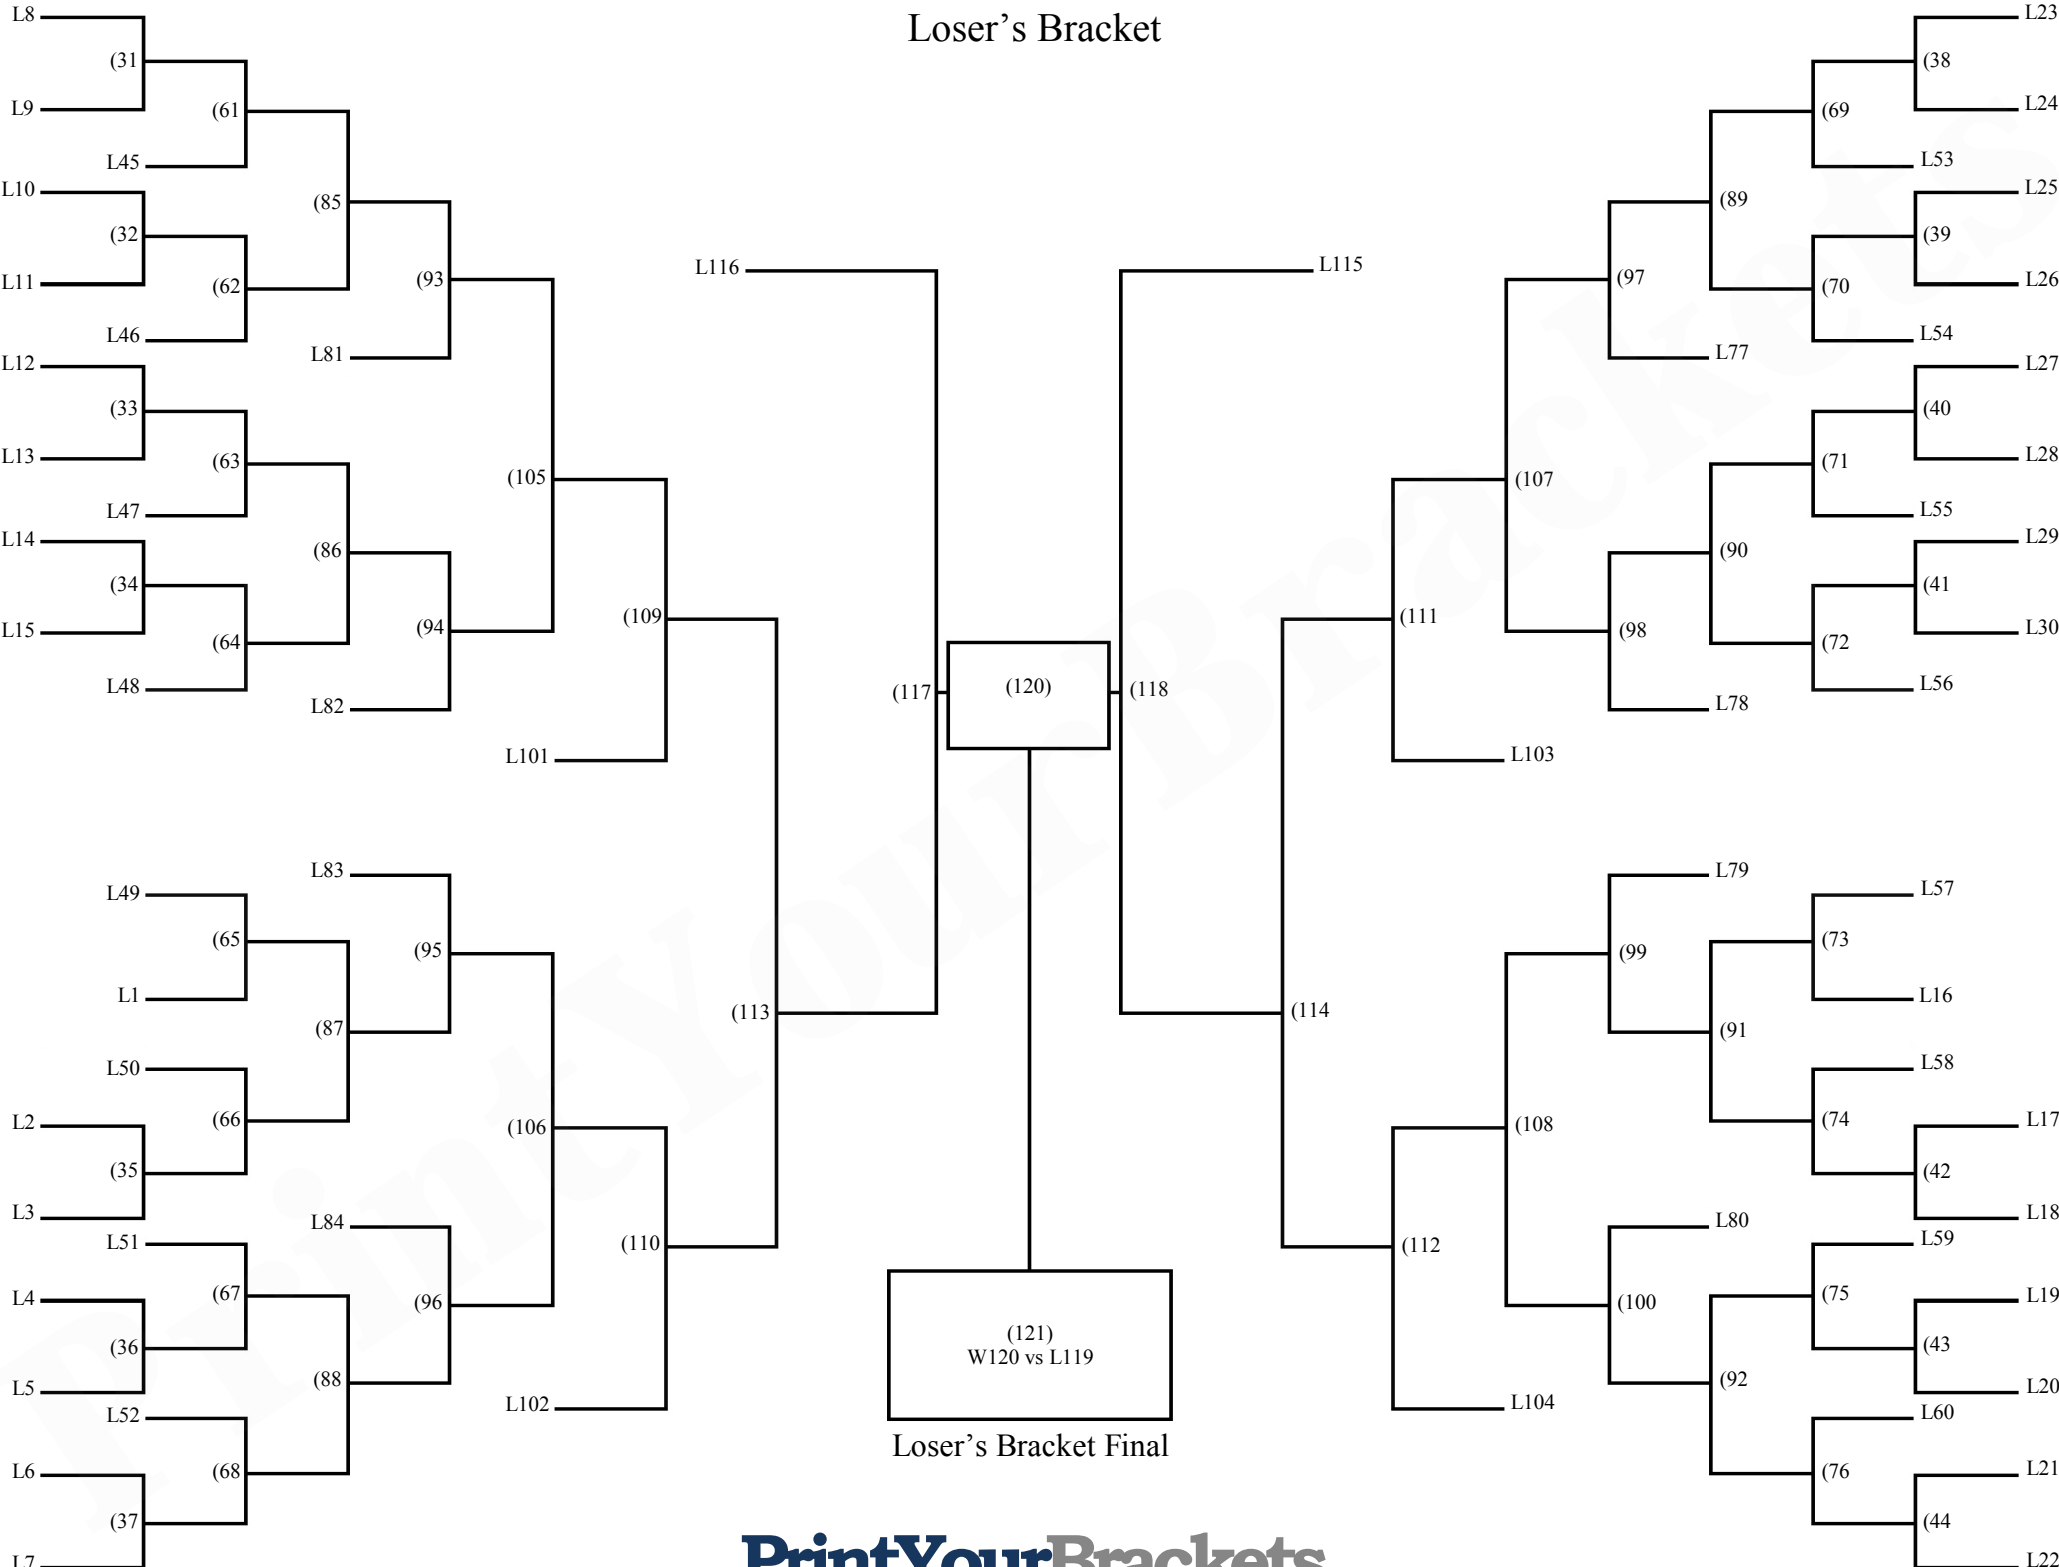 Loser’s Bracket
L8
(31
L9
(61
L45
L10
(32
L11
(85
(62
L46
(93
L81
L12
(33
L13
(63
L47
(105
L14
(86
(34
L15
(64
(94
L48
L82
(109
L101
L83
L49
(65
(95
L1
(87
L50
L2
(66
(35
L3
(106
(113
L84
L51
(110
L4
(67
(36
(96
L5
(88
L52
L102
L6
(68
(37
L7
L116
L115
(117
(120)
(118
(121)
W120 vs L119
Loser’s Bracket Final
L23
(38
L24
(69
L53
L25
(89
(39
(70
L26
(97
L54
L77
L27
(40
L28
(71
(107
L55
L29
(90
(41
(111
(98
L30
(72
L56
L78
L103
L79
L57
(73
(99
L16
(114
(91
L58
L17
(108
(74
(42
L18
L80
L59
(112
(75
L19
(100
(43
L20
(92
L104
L60
L21
(76
(44
L22
PrintYourBrackets
PrintYourBrackets